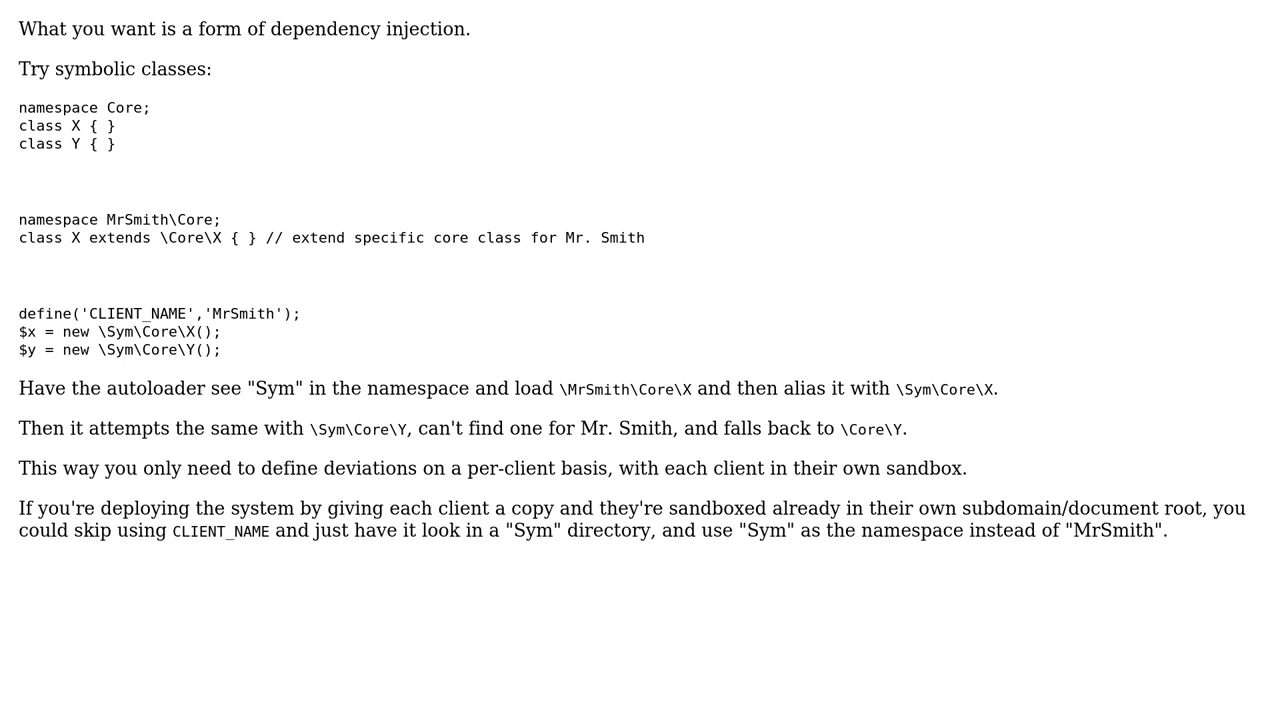 What you want is a form of dependency injection.
Try symbolic classes:
namespace Core;
class X { }
class Y { }
namespace MrSmith\Core;
class X extends \Core\X { } // extend specific core class for Mr. Smith
define('CLIENT_NAME','MrSmith');
$x = new \Sym\Core\X();
$y = new \Sym\Core\Y();
Have the autoloader see "Sym" in the namespace and load \MrSmith\Core\X and then alias it with \Sym\Core\X.
Then it attempts the same with \Sym\Core\Y, can't find one for Mr. Smith, and falls back to \Core\Y.
This way you only need to define deviations on a per-client basis, with each client in their own sandbox.
If you're deploying the system by giving each client a copy and they're sandboxed already in their own subdomain/document root, you
could skip using CLIENT_NAME and just have it look in a "Sym" directory, and use "Sym" as the namespace instead of "MrSmith".